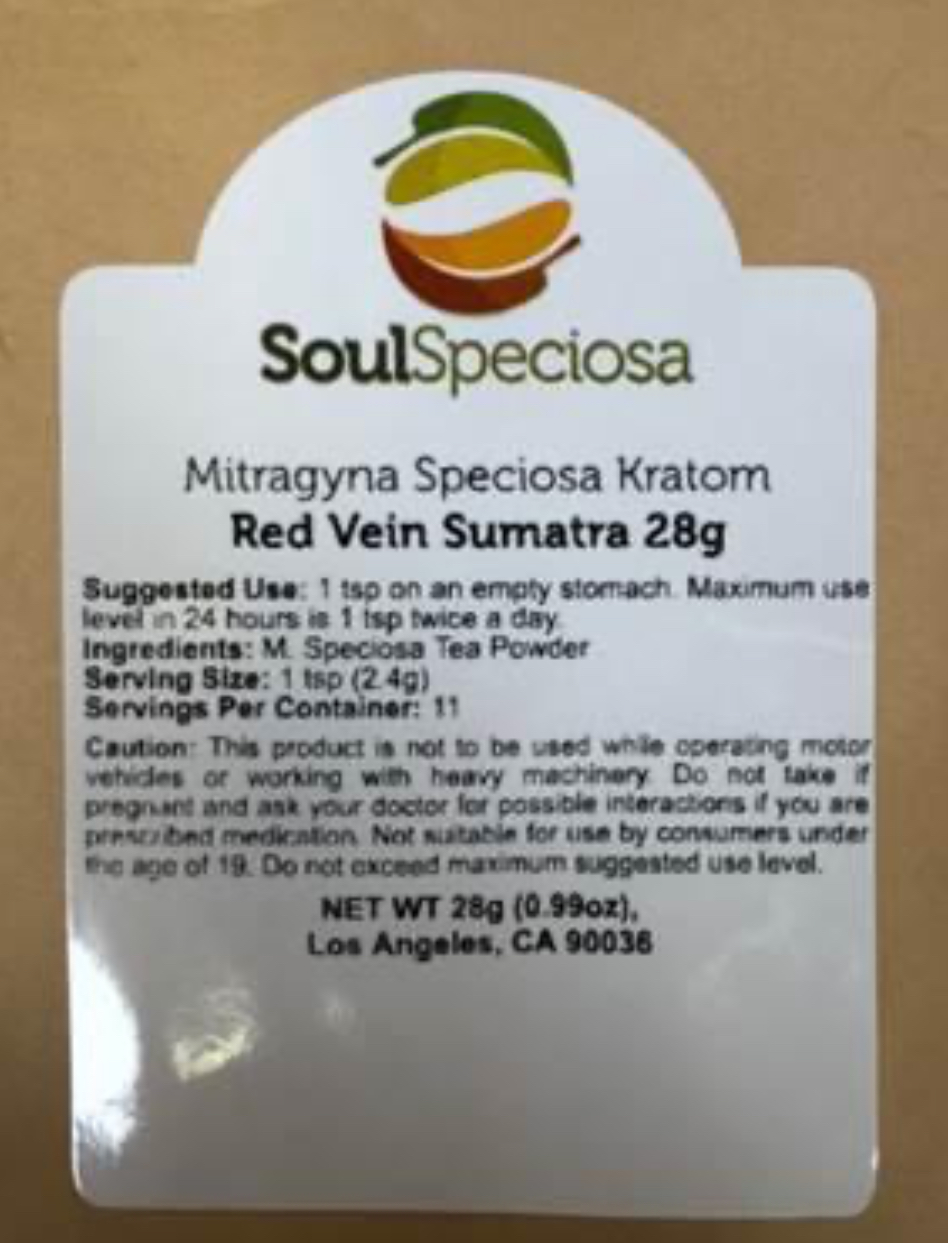 SoulSpeciosa
Mitragyna Speciosa Kratom
Red Vein Sumatra 28g
Suggested Use: 1 tsp on an empty stomach. Maximum use
level in 24 hours is 1 tsp twice a day.
Ingredients: M. Speciosa Tea Powder
Serving Size: 1 tsp (2.4g)
Servings Per Container: 11
Caution: This product is not to be used while operating motor
vehicles or working with heavy machinery. Do not take if
pregnant and ask your doctor for possible interactions if you are
prescribed medication. Not suitable for use by consumers under
the age of 19. Do not exceed maximum suggested use level.
NET WT 28g (0.99oz),
Los Angeles, CA 90036